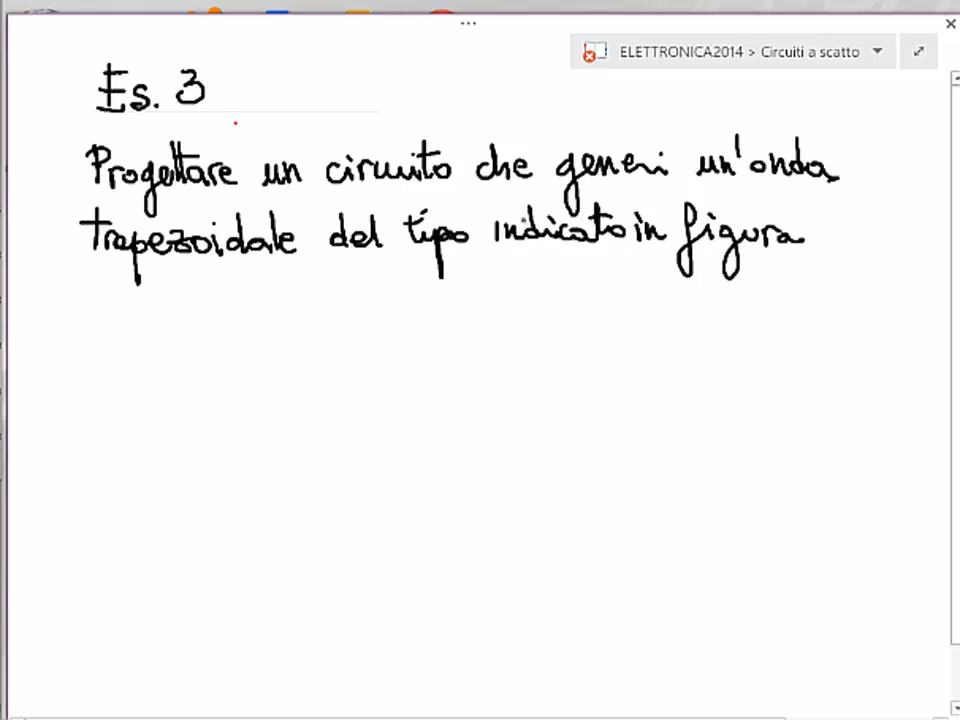 ELETTRONICA2014 > Circuiti a scatto
Es. 3
Progettare un circuito che generi un'onda
trapezoidale del tipo indicato in figura